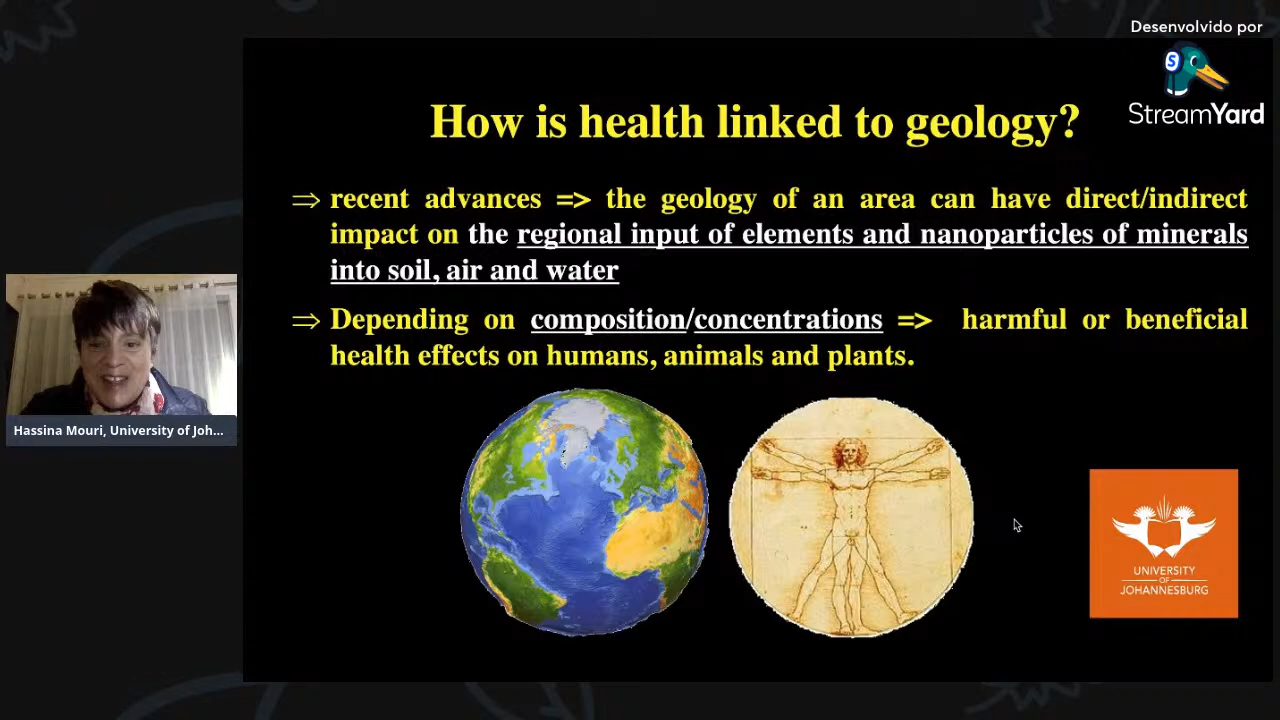 Desenvolvido por
StreamYard
How is health linked to geology?
⇒ recent advances => the geology of an area can have direct/indirect
impact on the regional input of elements and nanoparticles of minerals
into soil, air and water
⇒ Depending on composition/concentrations => harmful or beneficial
health effects on humans, animals and plants.
Hassina Mouri, University of Joh...
UNIVERSITY
OF
JOHANNESBURG